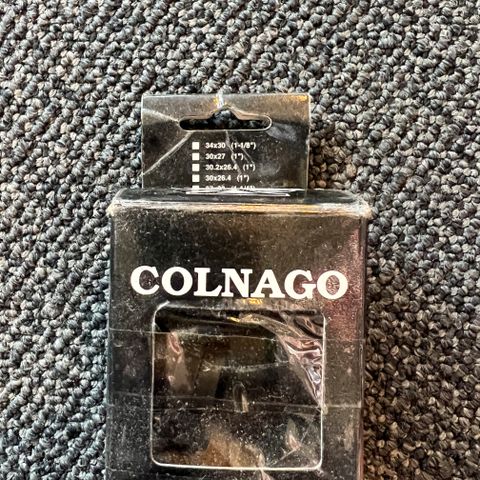 34x30 (1-1/8")
30x27 (1")
30.2x26.4 (1")
30x26.4 (1")
COLNAGO